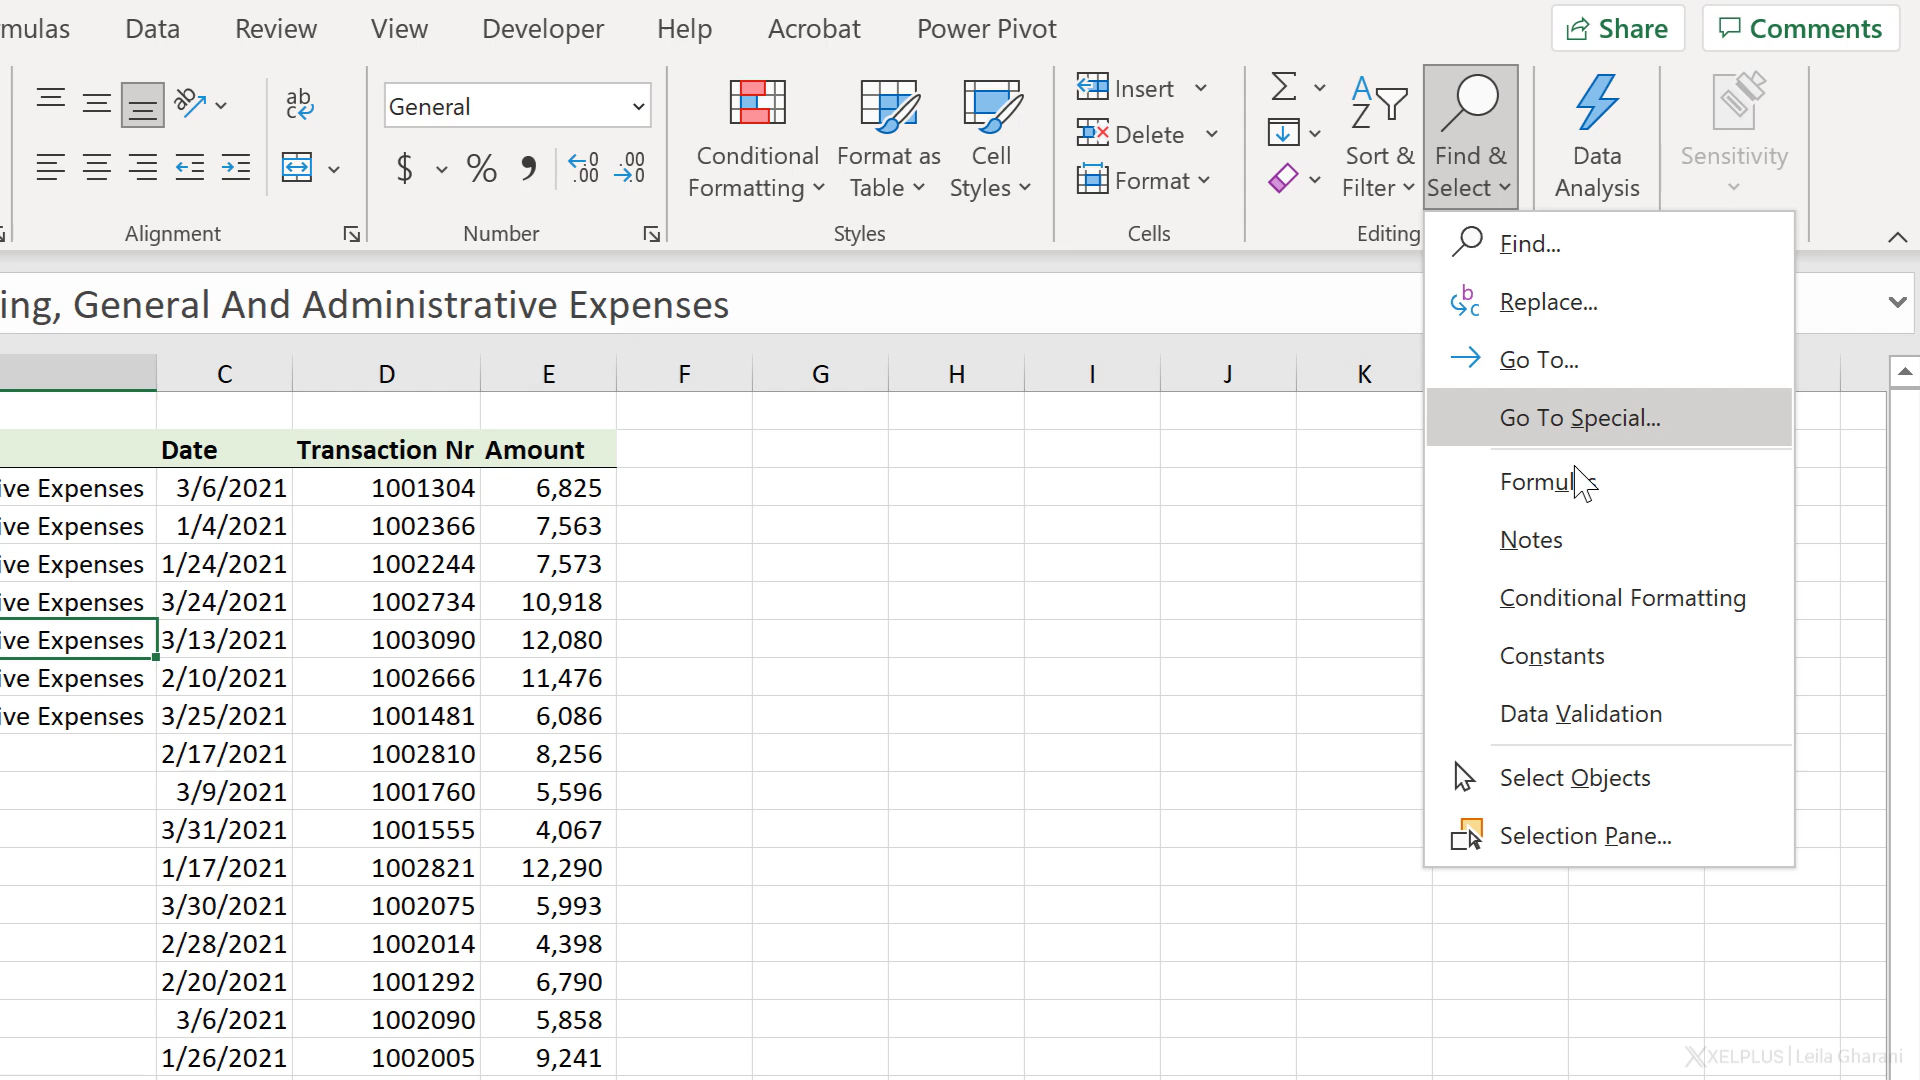 mulas Data Review View Developer Help Acrobat Power Pivot Share Comments
General
$ % , .00 .0
Conditional Formatting
Format as Table
Cell Styles
Insert
Delete
Format
Sort & Filter
Find & Select
Data Analysis
Sensitivity
Alignment Number Styles Cells Editing
Find...
Replace...
Go To...
Go To Special...
Formul
Notes
Conditional Formatting
Constants
Data Validation
Select Objects
Selection Pane...
ing, General And Administrative Expenses
C D E F G H I J K
Date Transaction Nr Amount
ive Expenses 3/6/2021 1001304 6,825
ive Expenses 1/4/2021 1002366 7,563
ive Expenses 1/24/2021 1002244 7,573
ive Expenses 3/24/2021 1002734 10,918
ive Expenses 3/13/2021 1003090 12,080
ive Expenses 2/10/2021 1002666 11,476
ive Expenses 3/25/2021 1001481 6,086
2/17/2021 1002810 8,256
3/9/2021 1001760 5,596
3/31/2021 1001555 4,067
1/17/2021 1002821 12,290
3/30/2021 1002075 5,993
2/28/2021 1002014 4,398
2/20/2021 1001292 6,790
3/6/2021 1002090 5,858
1/26/2021 1002005 9,241
XELPLUS | Leila Gharani